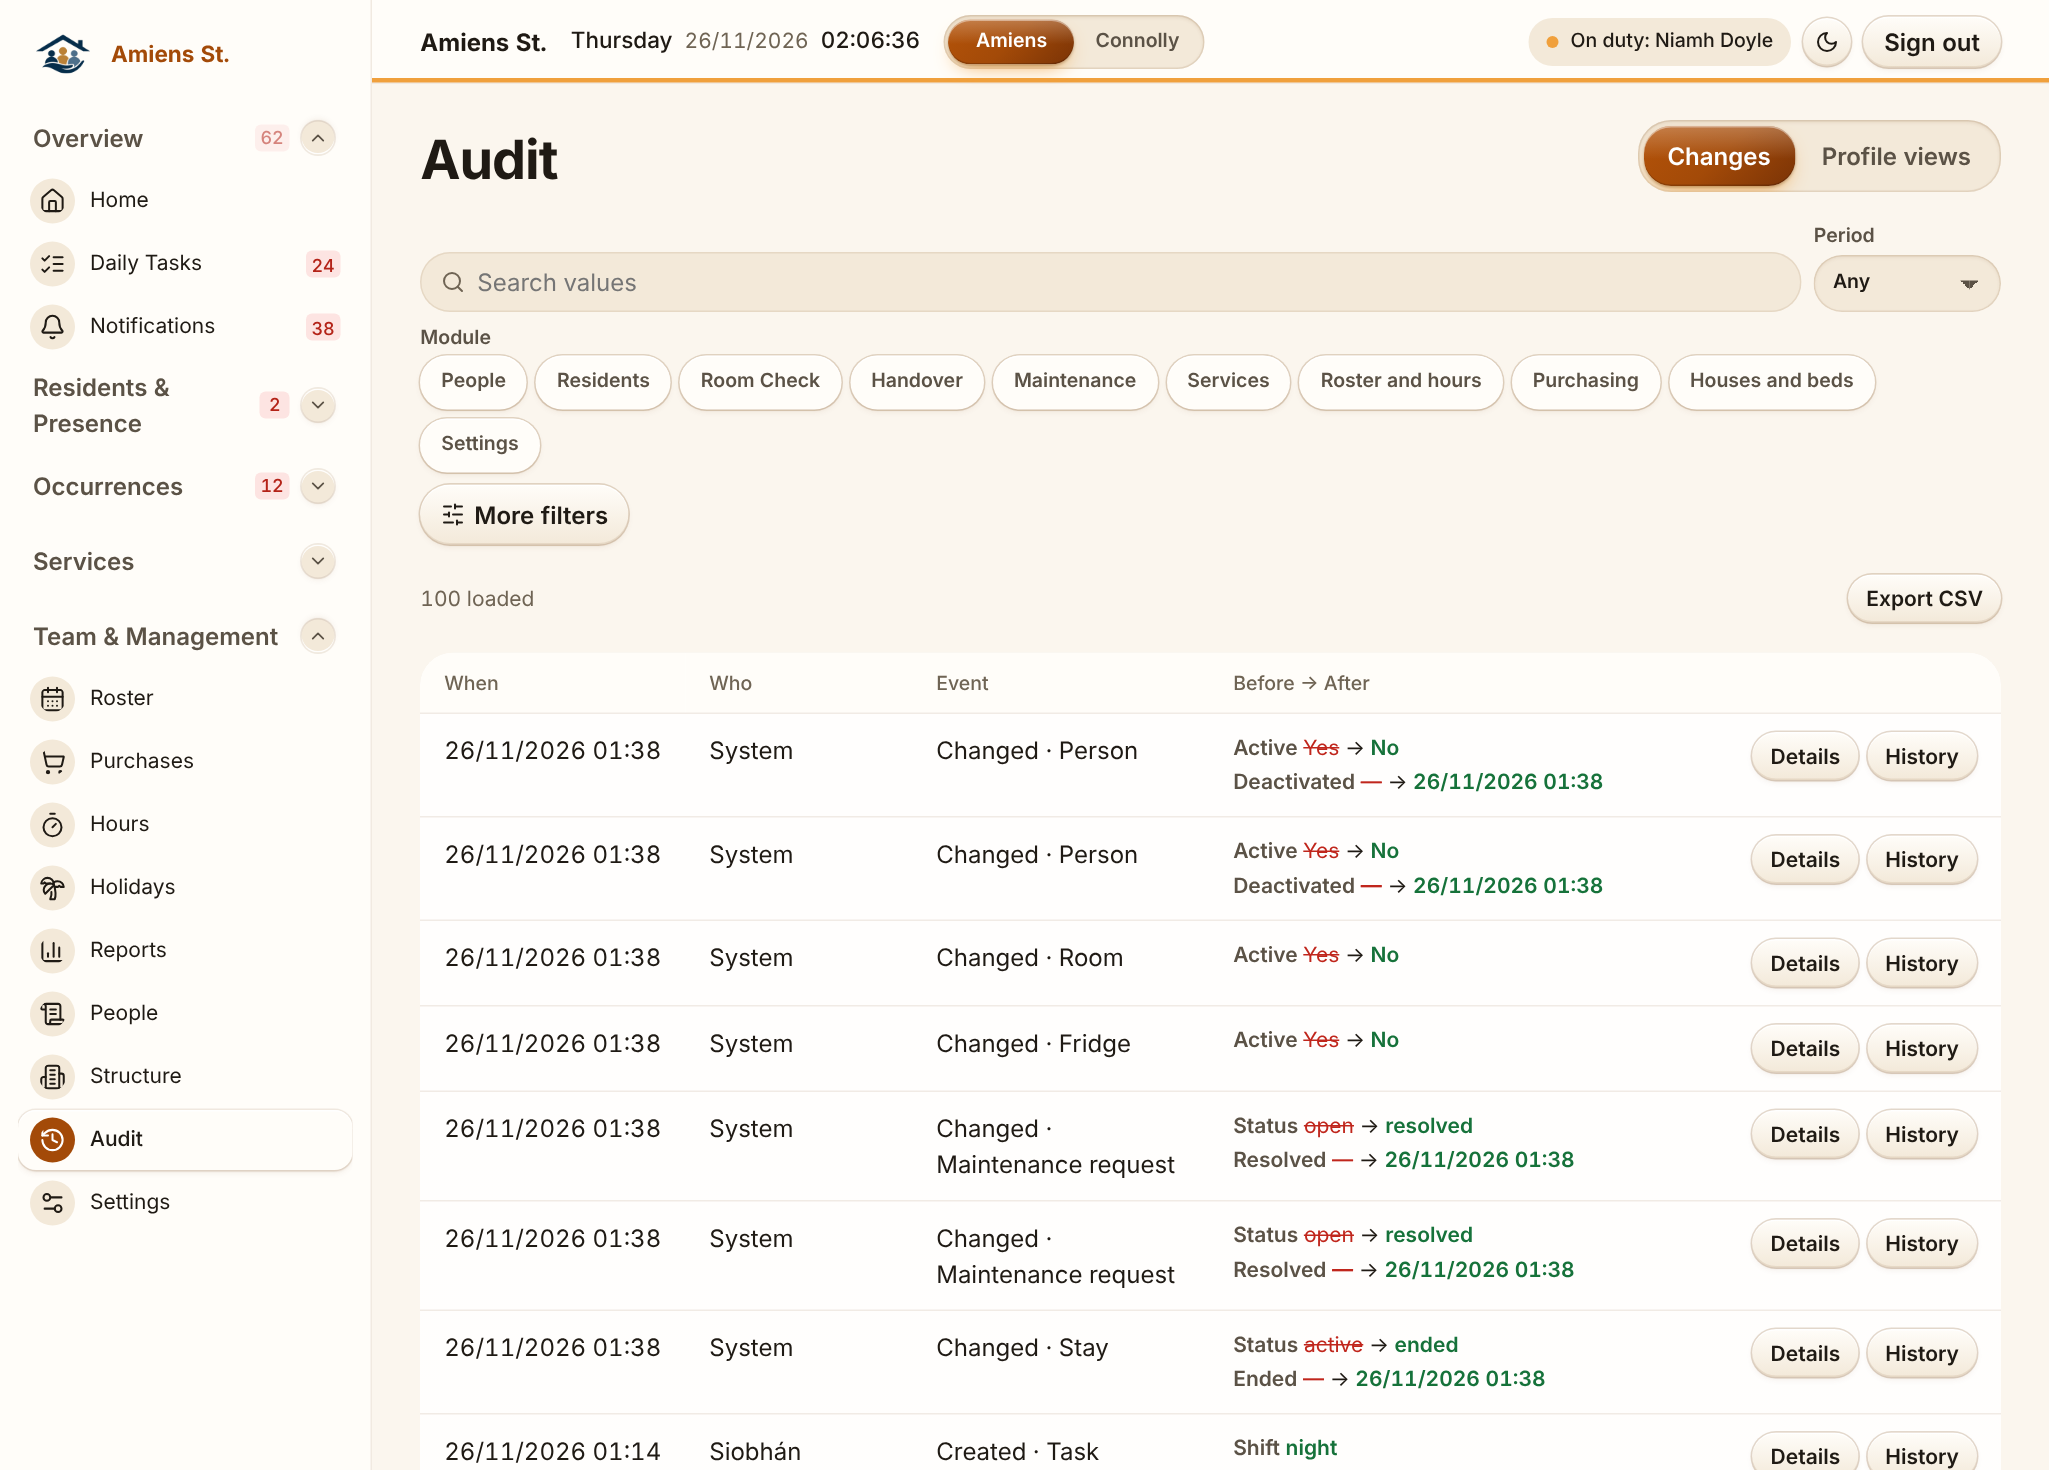 Amiens St.
Overview 62
Home
Daily Tasks 24
Notifications 38
Residents &
Presence 2
Occurrences 12
Services
Team & Management
Roster
Purchases
Hours
Holidays
Reports
People
Structure
Audit
Settings
Amiens St. Thursday 26/11/2026 02:06:36 Amiens Connolly On duty: Niamh Doyle Sign out
Audit Changes Profile views
Period
Search values Any
Module
People Residents Room Check Handover Maintenance Services Roster and hours Purchasing Houses and beds
Settings
More filters
100 loaded Export CSV
When Who Event Before → After
26/11/2026 01:38 System Changed · Person Active Yes → No Details History
Deactivated — → 26/11/2026 01:38
26/11/2026 01:38 System Changed · Person Active Yes → No Details History
Deactivated — → 26/11/2026 01:38
26/11/2026 01:38 System Changed · Room Active Yes → No Details History
26/11/2026 01:38 System Changed · Fridge Active Yes → No Details History
26/11/2026 01:38 System Changed · Status open → resolved Details History
Maintenance request Resolved — → 26/11/2026 01:38
26/11/2026 01:38 System Changed · Status open → resolved Details History
Maintenance request Resolved — → 26/11/2026 01:38
26/11/2026 01:38 System Changed · Stay Status active → ended Details History
Ended — → 26/11/2026 01:38
26/11/2026 01:14 Siobhán Created · Task Shift night Details History